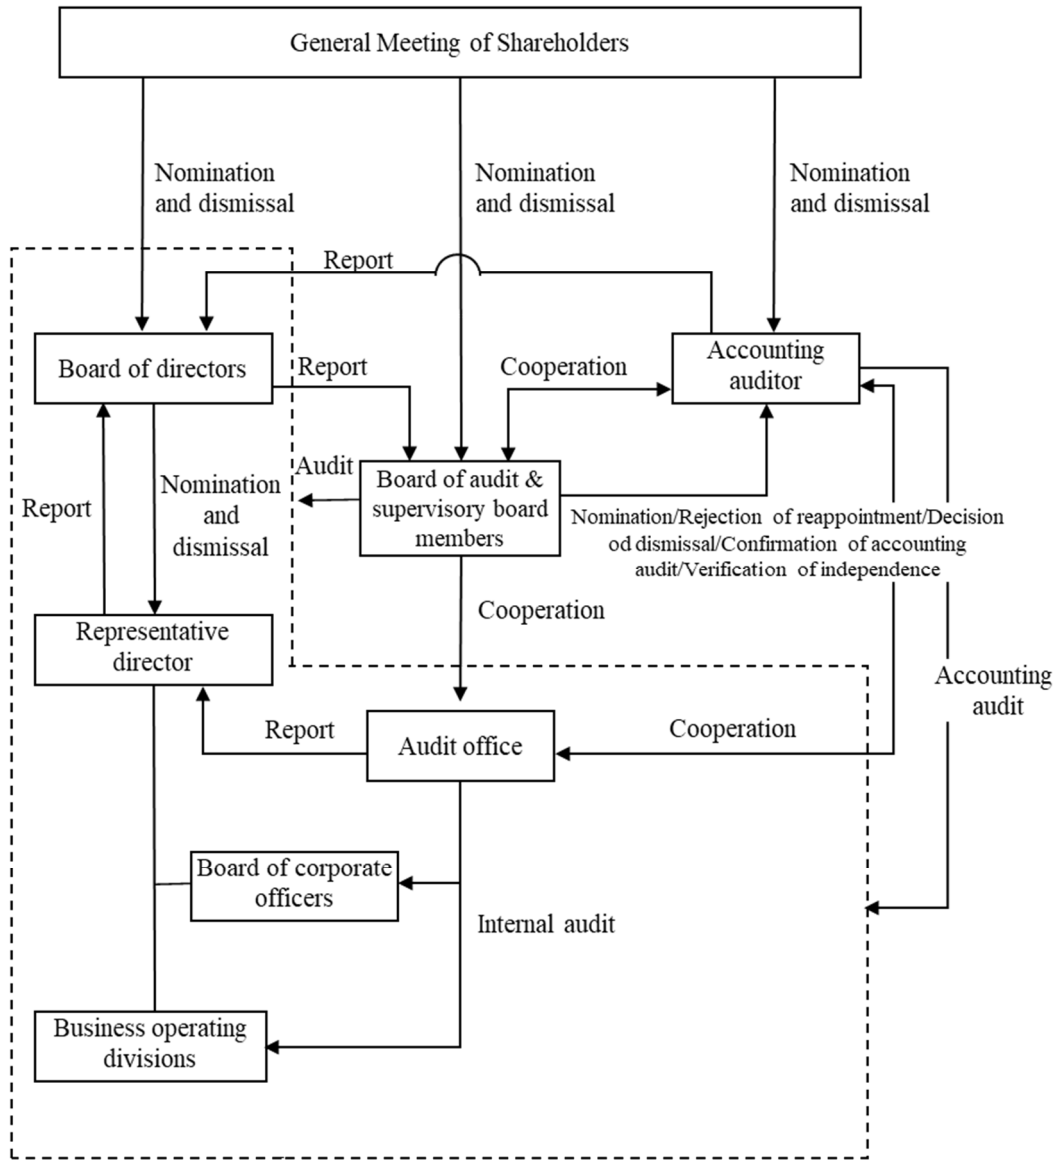 General Meeting of Shareholders
Nomination
and dismissal
Nomination
and dismissal
Nomination
and dismissal
Report
Board of directors
Report
Cooperation
Accounting
auditor
Audit
Board of audit &
supervisory board
members
Report
Nomination
and
dismissal
Nomination/Rejection of reappointment/Decision
od dismissal/Confirmation of accounting
audit/Verification of independence
Cooperation
Representative
director
Accounting
audit
Report
Audit office
Cooperation
Board of corporate
officers
Internal audit
Business operating
divisions